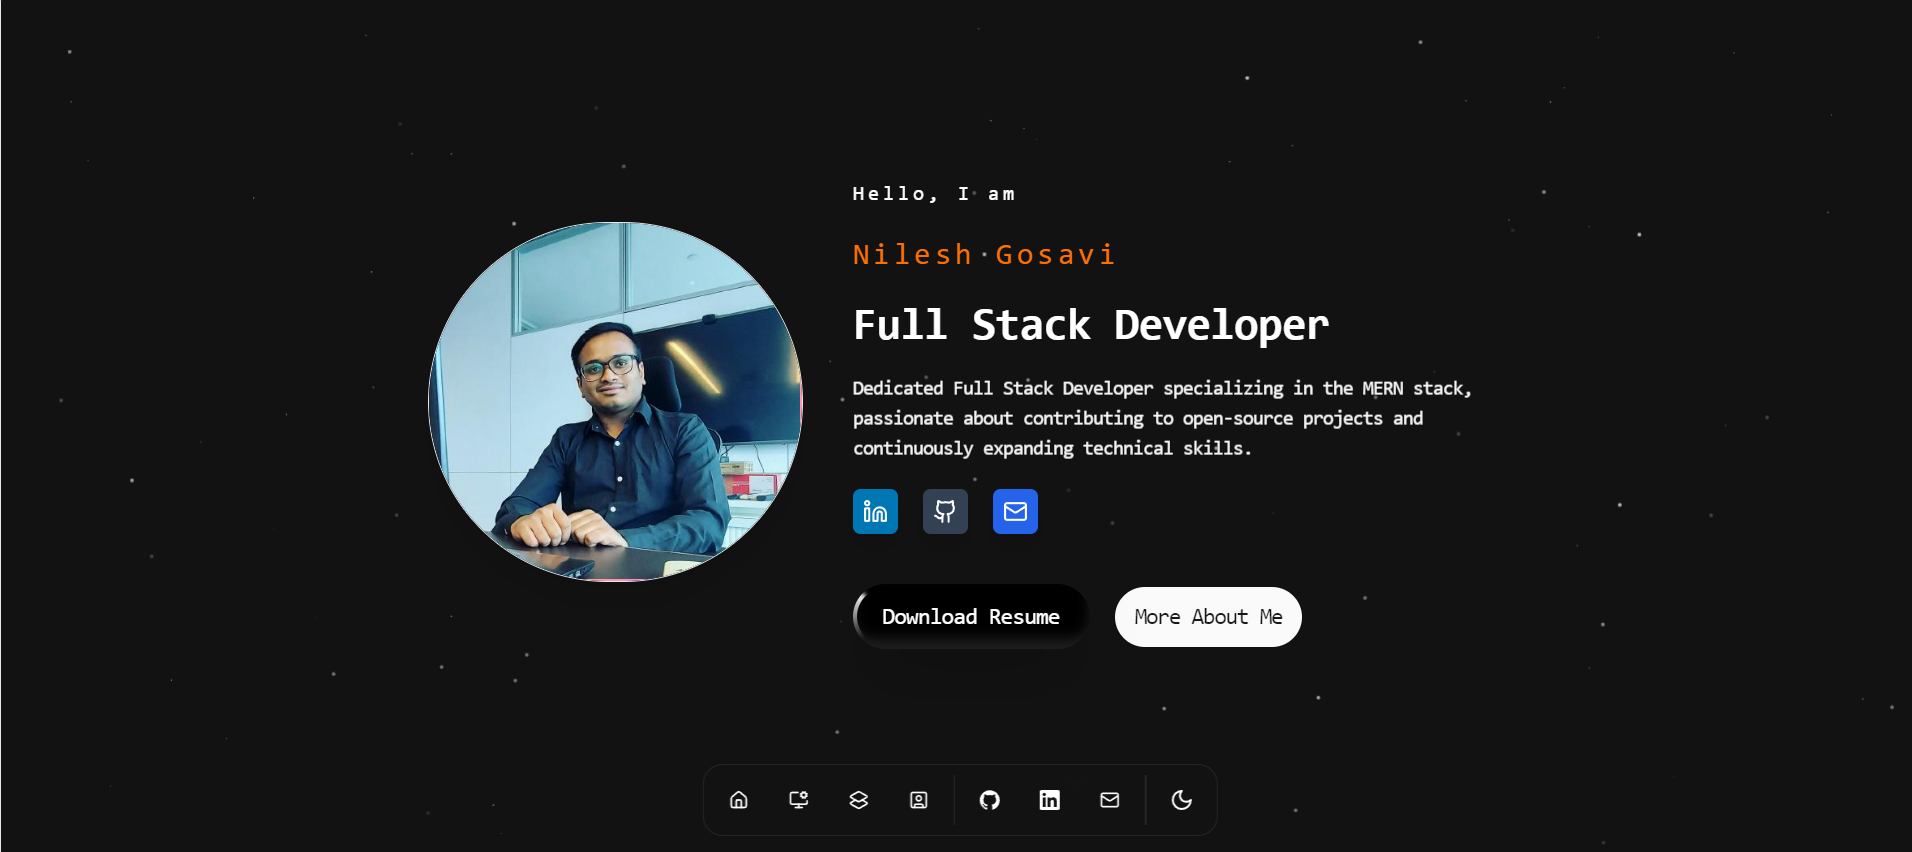 Hello, I am
Nilesh Gosavi
Full Stack Developer
Dedicated Full Stack Developer specializing in the MERN stack,
passionate about contributing to open-source projects and
continuously expanding technical skills.
Download Resume
More About Me